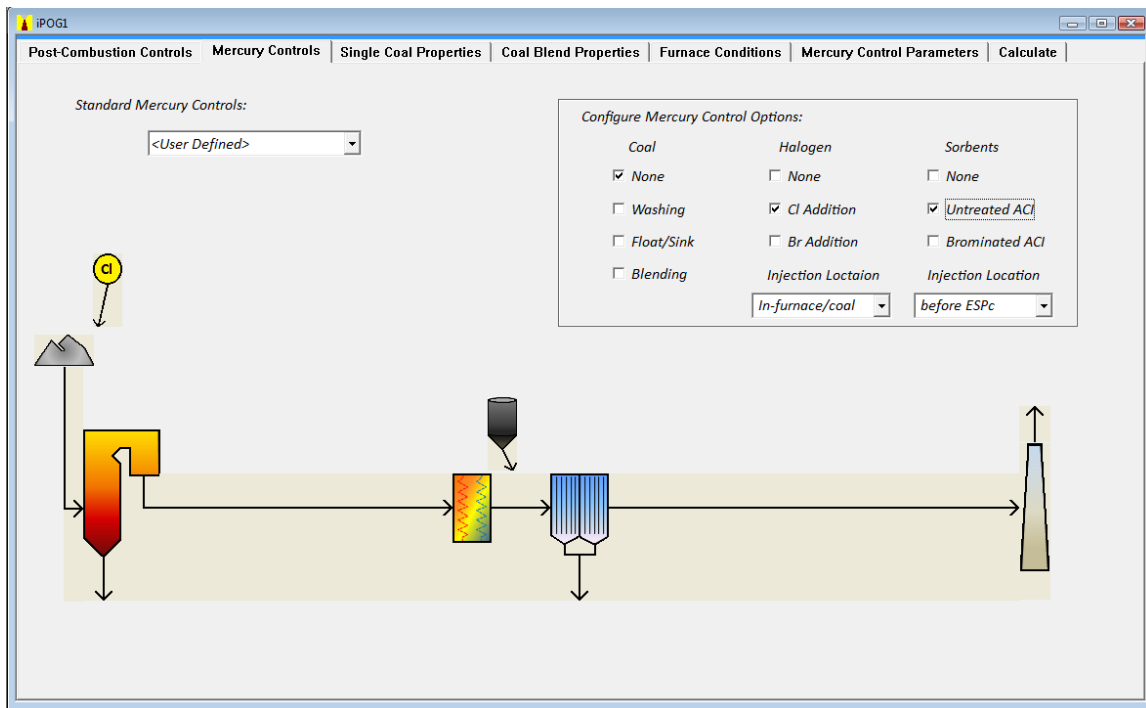 iPOG1
Post-Combustion Controls Mercury Controls Single Coal Properties Coal Blend Properties Furnace Conditions Mercury Control Parameters Calculate
Standard Mercury Controls:
<User Defined>
Configure Mercury Control Options:
Coal Halogen Sorbents
None None None
Washing Cl Addition Untreated ACI
Float/Sink Br Addition Brominated ACI
Blending Injection Loctaion Injection Location
In-furnace/coal before ESPc
Cl